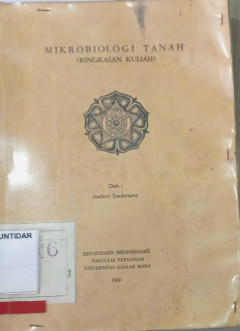 MIKROBIOLOGI TANAH
(RINGKASAN KULIAH)
Oleh :
UNTIDAR
16
DEPARTEMEN MIKROBIOLOGI
FAKULTAS PERTANIAN
UNIVERSITAS GADJAH MADA
1981